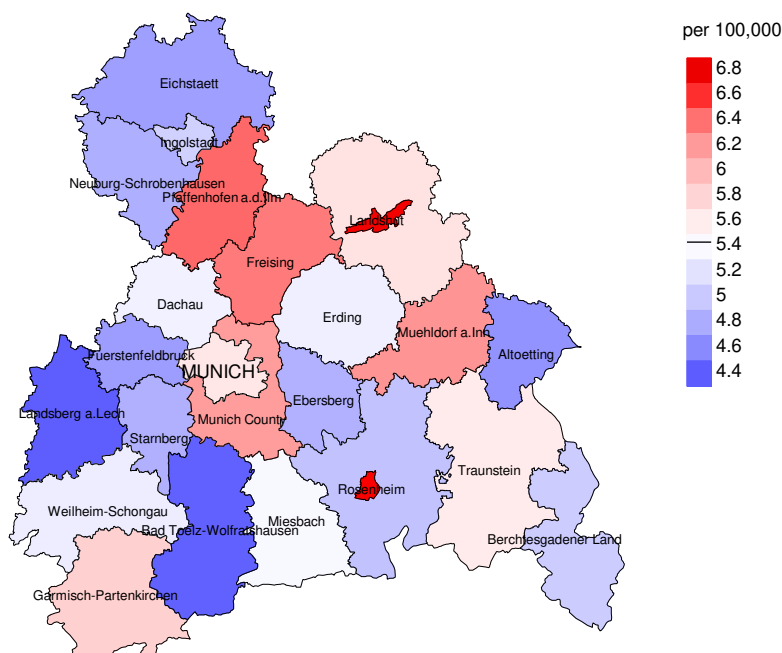 per 100,000
6.8
6.6
6.4
6.2
6
5.8
5.6
5.4
5.2
5
4.8
4.6
4.4
Eichstaett
Ingolstadt
Neuburg-Schrobenhausen
Pfaffenhofen a.d.Ilm
Landshut
Freising
Dachau
Erding
Muehldorf a.Inn
Fuerstenfeldbruck
Altoetting
MUNICH
Ebersberg
Landsberg a.Lech
Munich County
Starnberg
Traunstein
Rosenheim
Weilheim-Schongau
Miesbach
Bad Toelz-Wolfratshausen
Berchtesgadener Land
Garmisch-Partenkirchen